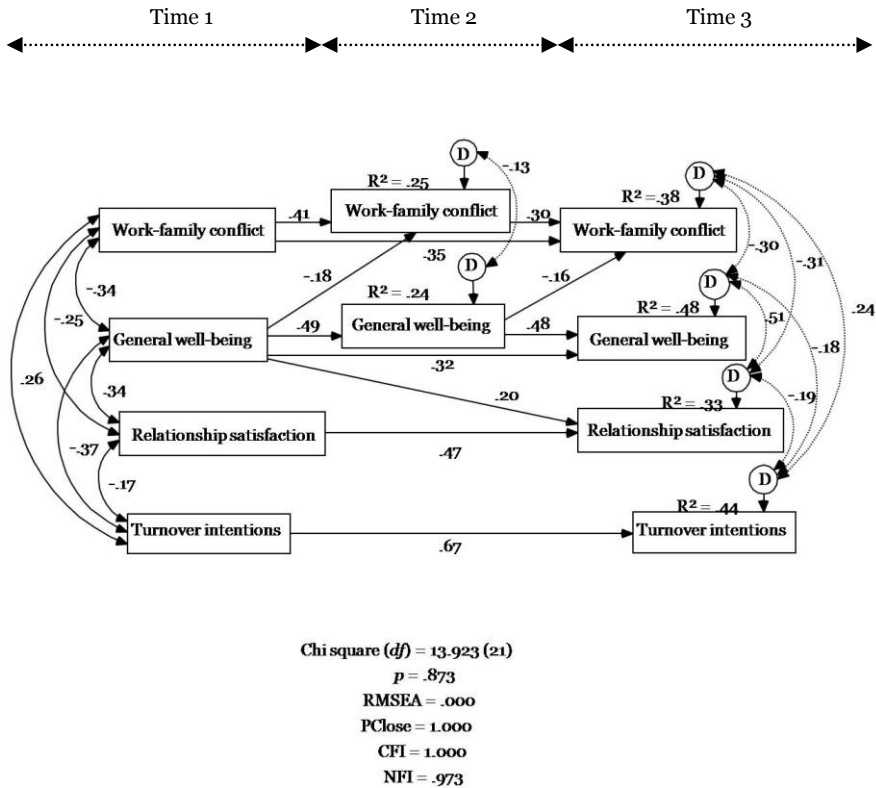 Time 1 Time 2 Time 3
D
-.13
D
R² = .25
R² = .38
Work-family conflict
.41
Work-family conflict
.30
Work-family conflict
.35
-.30
-.31
D
-.18
-.16
-.34
R² = .24
D
R² = .48
-.25
General well-being
.49
General well-being
.48
General well-being
.51
.24
.32
-.18
.26
.34
.20
D
-.19
R² = .33
-.37
Relationship satisfaction
.47
Relationship satisfaction
-.17
D
R² = .44
Turnover intentions
.67
Turnover intentions
Chi square (df) = 13.923 (21)
p = .873
RMSEA = .000
PClose = 1.000
CFI = 1.000
NFI = .973